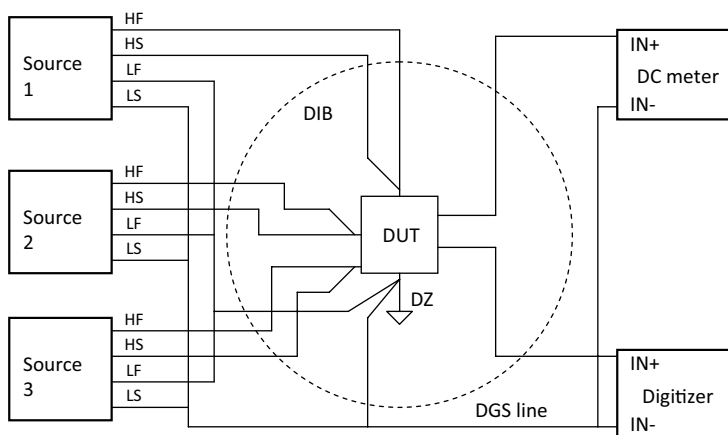 Source
1
HF
HS
LF
LS
Source
2
HF
HS
LF
LS
Source
3
HF
HS
LF
LS
DIB
DUT
DZ
DGS line
IN+
DC meter
IN-
IN+
Digitizer
IN-